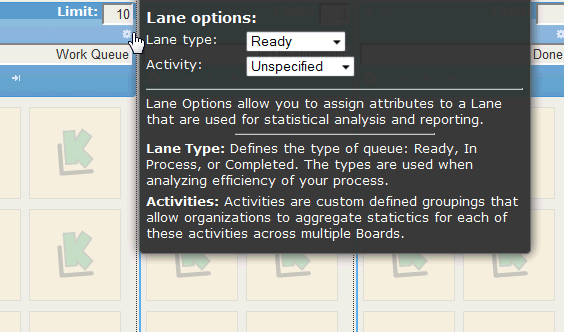 Limit: 10
Lane options:
Lane type: Ready
Activity: Unspecified
Work Queue
Done
Lane Options allow you to assign attributes to a Lane
that are used for statistical analysis and reporting.
Lane Type: Defines the type of queue: Ready, In
Process, or Completed. The types are used when
analyzing efficiency of your process.
Activities: Activities are custom defined groupings that
allow organizations to aggregate statictics for each of
these activities across multiple Boards.